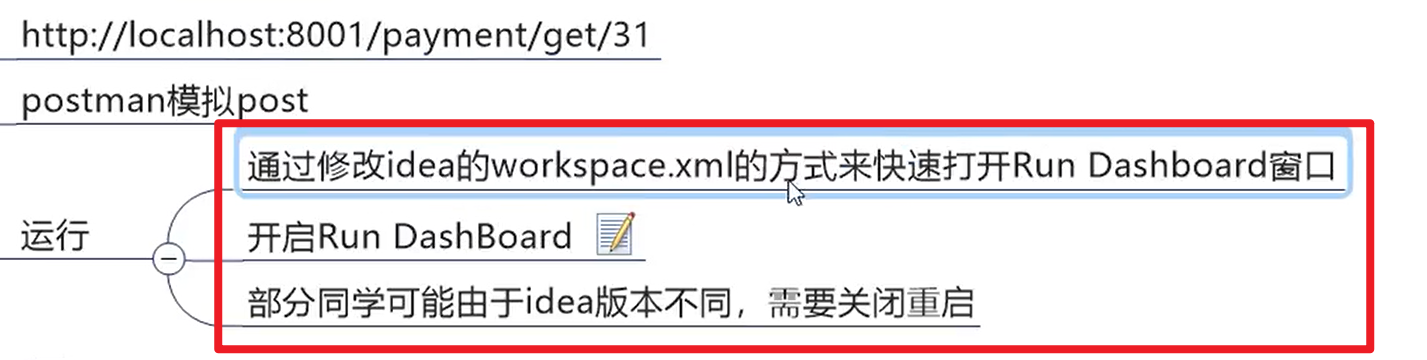 http://localhost:8001/payment/get/31
postman模拟post
通过修改idea的workspace.xml的方式来快速打开Run Dashboard窗口
运行
开启Run DashBoard
部分同学可能由于idea版本不同，需要关闭重启